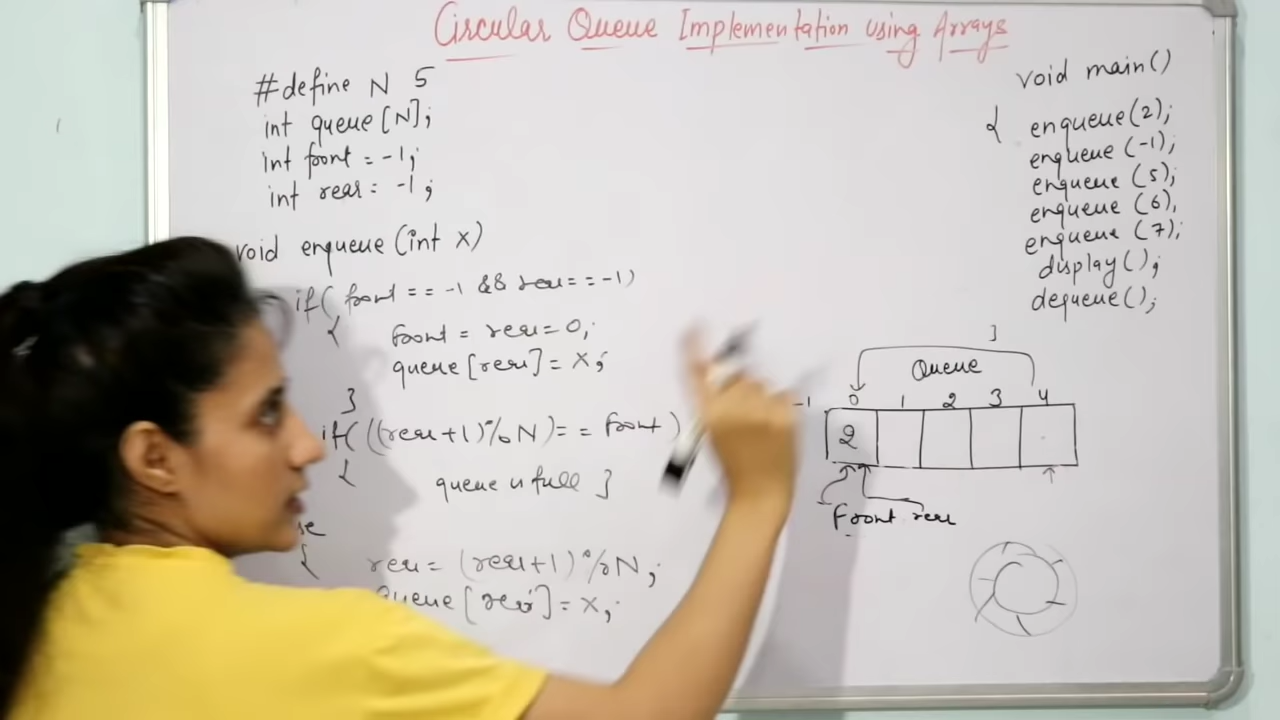 Circular Queue Implementation using Arrays
#define N 5
int queue[N];
int front = -1;
int rear = -1;
void enqueue (int x)
if( front == -1 && rear == -1)
{ front = rear = 0;
queue[rear] = x;
}
if( ((rear+1)%N) == front )
{ queue is full }
{ rear = (rear+1)%N;
queue[rear] = x;
void main()
{ enqueue(2);
enqueue (-1);
enqueue (5);
enqueue (6),
enqueue (7);
display();
dequeue();
}
Queue
-1 0 1 2 3 4
2
Front rear